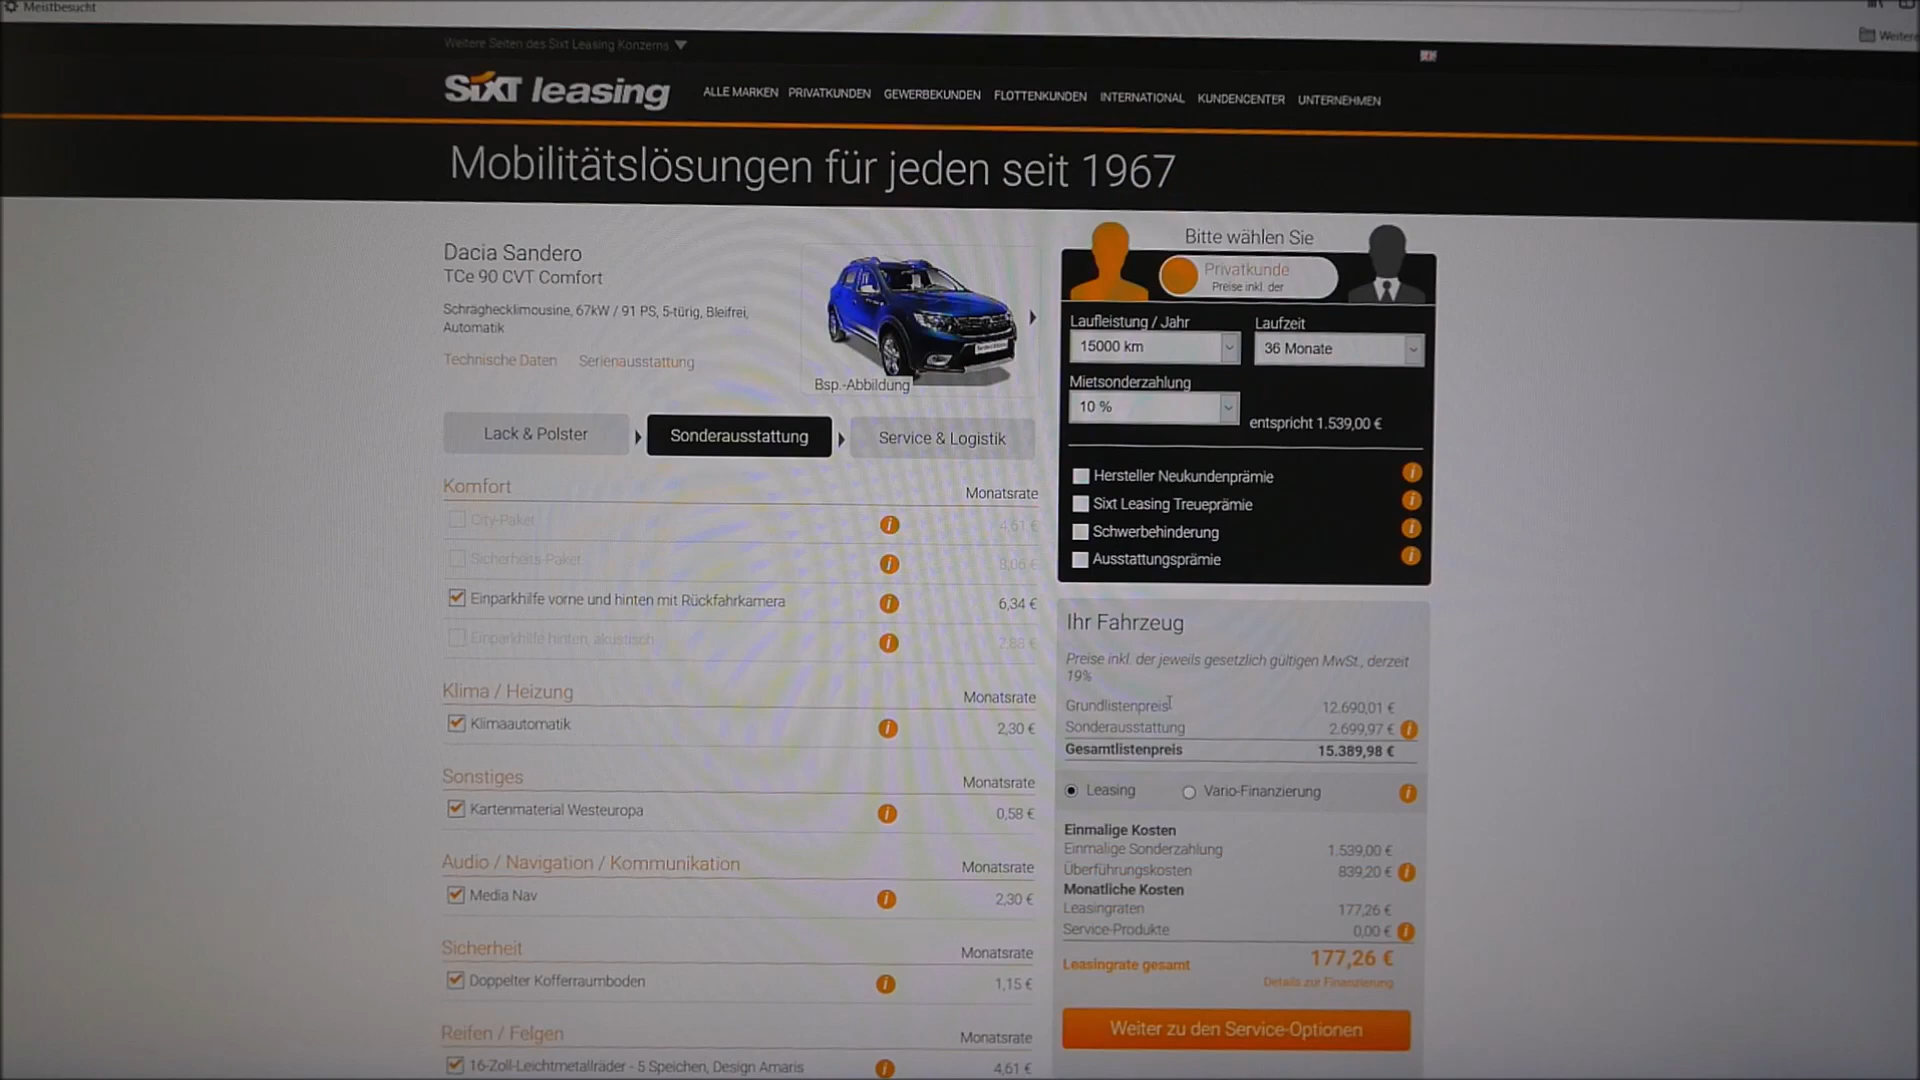 Meistbesucht
Weitere
Weitere Seiten des Sixt Leasing Konzerns
SiXT leasing
ALLE MARKEN PRIVATKUNDEN GEWERBEKUNDEN FLOTTENKUNDEN INTERNATIONAL KUNDENCENTER UNTERNEHMEN
Mobilitätslösungen für jeden seit 1967
Dacia Sandero
TCe 90 CVT Comfort
Schräghecklimousine, 67kW / 91 PS, 5-türig, Bleifrei,
Automatik
Technische Daten Serienausstattung
Bsp.-Abbildung
Lack & Polster Sonderausstattung Service & Logistik
Komfort Monatsrate
City-Paket 4,61 €
Sicherheits-Paket 8,06 €
Einparkhilfe vorne und hinten mit Rückfahrkamera 6,34 €
Einparkhilfe hinten, akustisch 2,88 €
Klima / Heizung Monatsrate
Klimaautomatik 2,30 €
Sonstiges Monatsrate
Kartenmaterial Westeuropa 0,58 €
Audio / Navigation / Kommunikation Monatsrate
Media Nav 2,30 €
Sicherheit Monatsrate
Doppelter Kofferraumboden 1,15 €
Reifen / Felgen Monatsrate
16-Zoll-Leichtmetallräder - 5 Speichen, Design Amaris 4,61 €
Bitte wählen Sie
Privatkunde
Preise inkl. der
Laufleistung / Jahr Laufzeit
15000 km 36 Monate
Mietsonderzahlung
10 % entspricht 1.539,00 €
Hersteller Neukundenprämie
Sixt Leasing Treueprämie
Schwerbehinderung
Ausstattungsprämie
Ihr Fahrzeug
Preise inkl. der jeweils gesetzlich gültigen MwSt., derzeit
19%
Grundlistenpreis 12.690,01 €
Sonderausstattung 2.699,97 €
Gesamtlistenpreis 15.389,98 €
Leasing Vario-Finanzierung
Einmalige Kosten
Einmalige Sonderzahlung 1.539,00 €
Überführungskosten 839,20 €
Monatliche Kosten
Leasingraten 177,26 €
Service-Produkte 0,00 €
Leasingrate gesamt 177,26 €
Details zur Finanzierung
Weiter zu den Service-Optionen